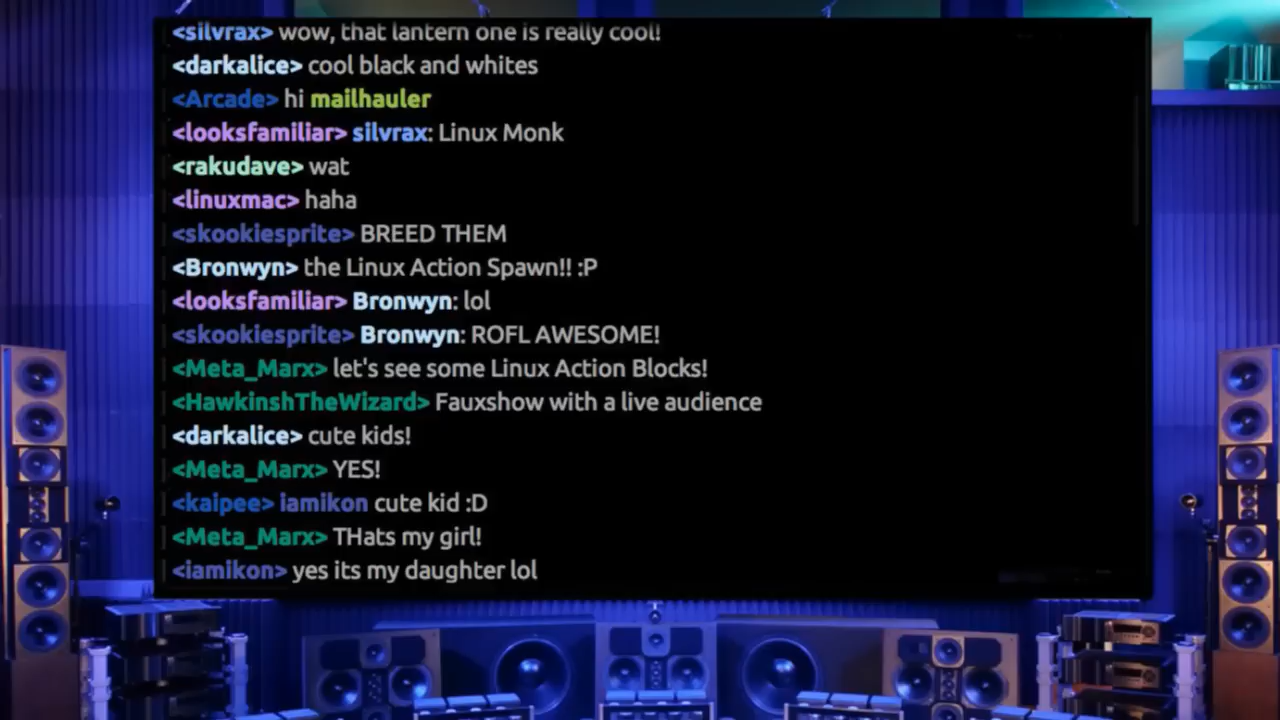 <silvrax> wow, that lantern one is really cool!
<darkalice> cool black and whites
<Arcade> hi mailhauler
<looksfamiliar> silvrax: Linux Monk
<rakudave> wat
<linuxmac> haha
<skookiesprite> BREED THEM
<Bronwyn> the Linux Action Spawn!! :P
<looksfamiliar> Bronwyn: lol
<skookiesprite> Bronwyn: ROFL AWESOME!
<Meta_Marx> let's see some Linux Action Blocks!
<HawkinshTheWizard> Fauxshow with a live audience
<darkalice> cute kids!
<Meta_Marx> YES!
<kaipee> iamikon cute kid :D
<Meta_Marx> THats my girl!
<iamikon> yes its my daughter lol